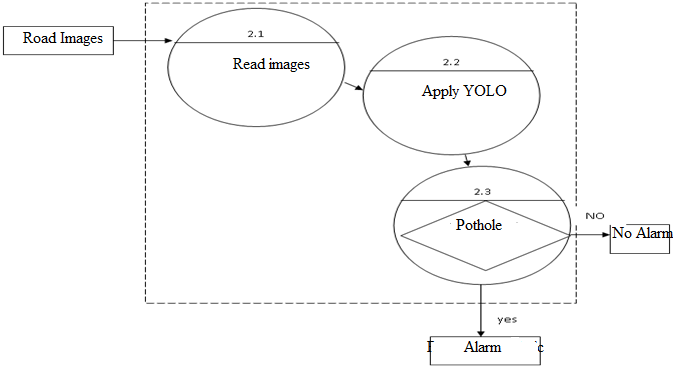 Road Images
2.1
Read images
2.2
Apply YOLO
2.3
Pothole
NO
No Alarm
yes
Alarm